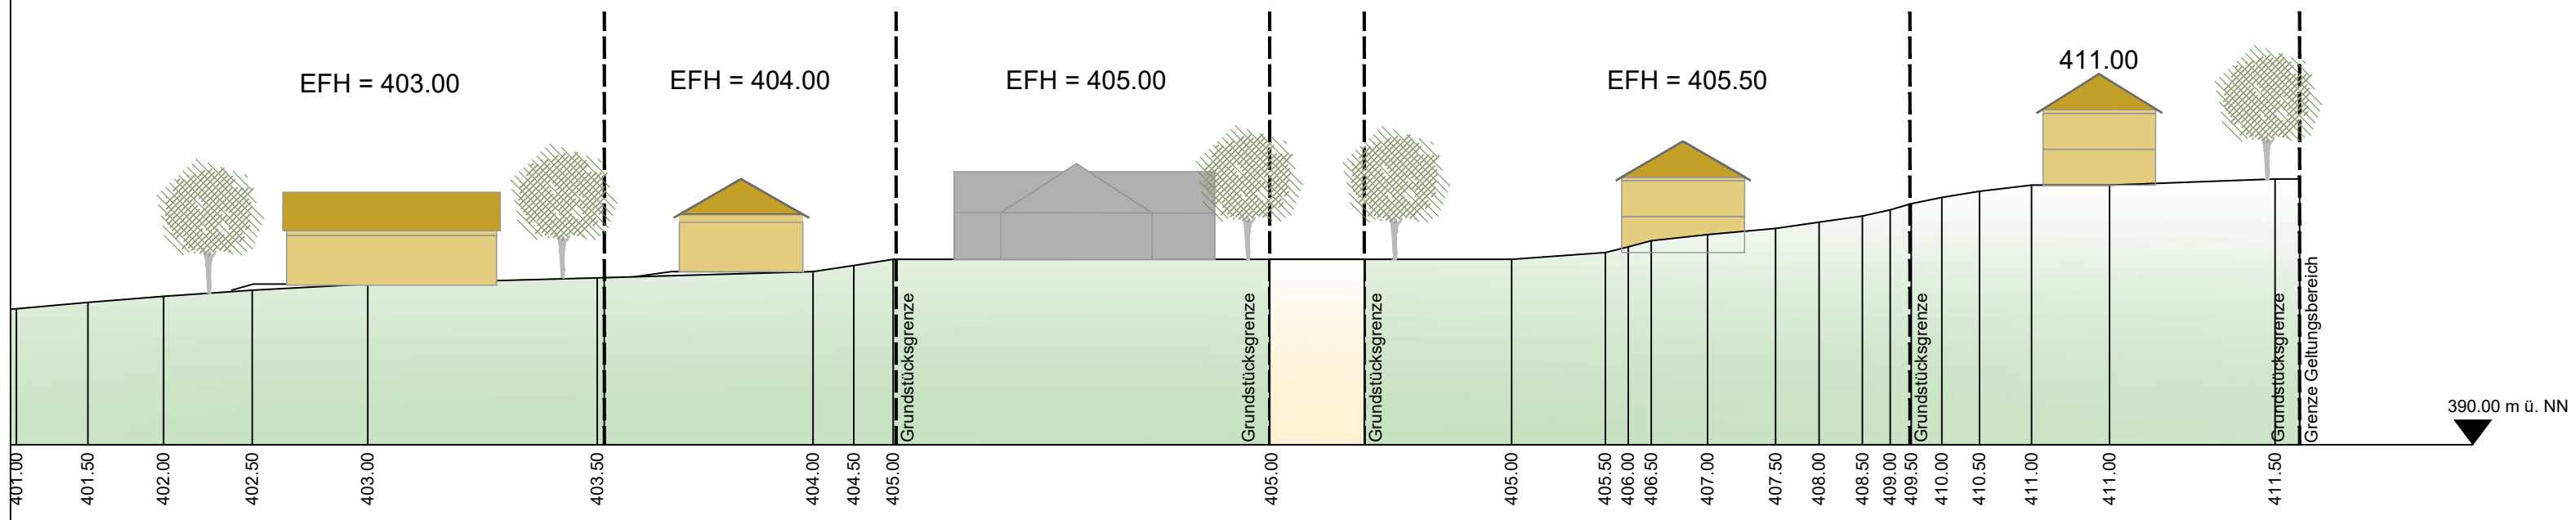 EFH = 403.00
EFH = 404.00
EFH = 405.00
EFH = 405.50
411.00
Grundstücksgrenze
Grundstücksgrenze
Grundstücksgrenze
Grundstücksgrenze
Grundstücksgrenze
Grenze Geltungsbereich
390.00 m ü. NN
401.00
401.50
402.00
402.50
403.00
403.50
404.00
404.50
405.00
405.00
405.00
405.50
406.00
406.50
407.00
407.50
408.00
408.50
409.00
409.50
410.00
410.50
411.00
411.00
411.50